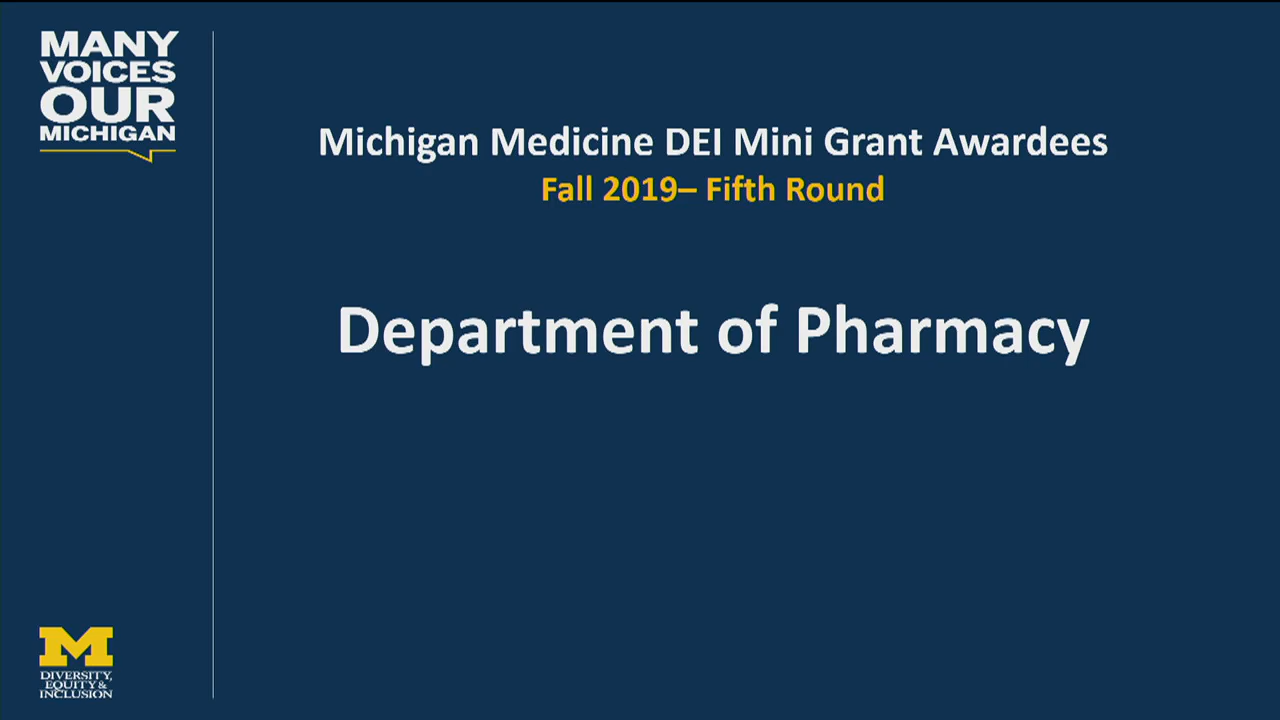 MANY
VOICES
OUR
MICHIGAN
Michigan Medicine DEI Mini Grant Awardees
Fall 2019– Fifth Round
Department of Pharmacy
M
DIVERSITY,
EQUITY &
INCLUSION